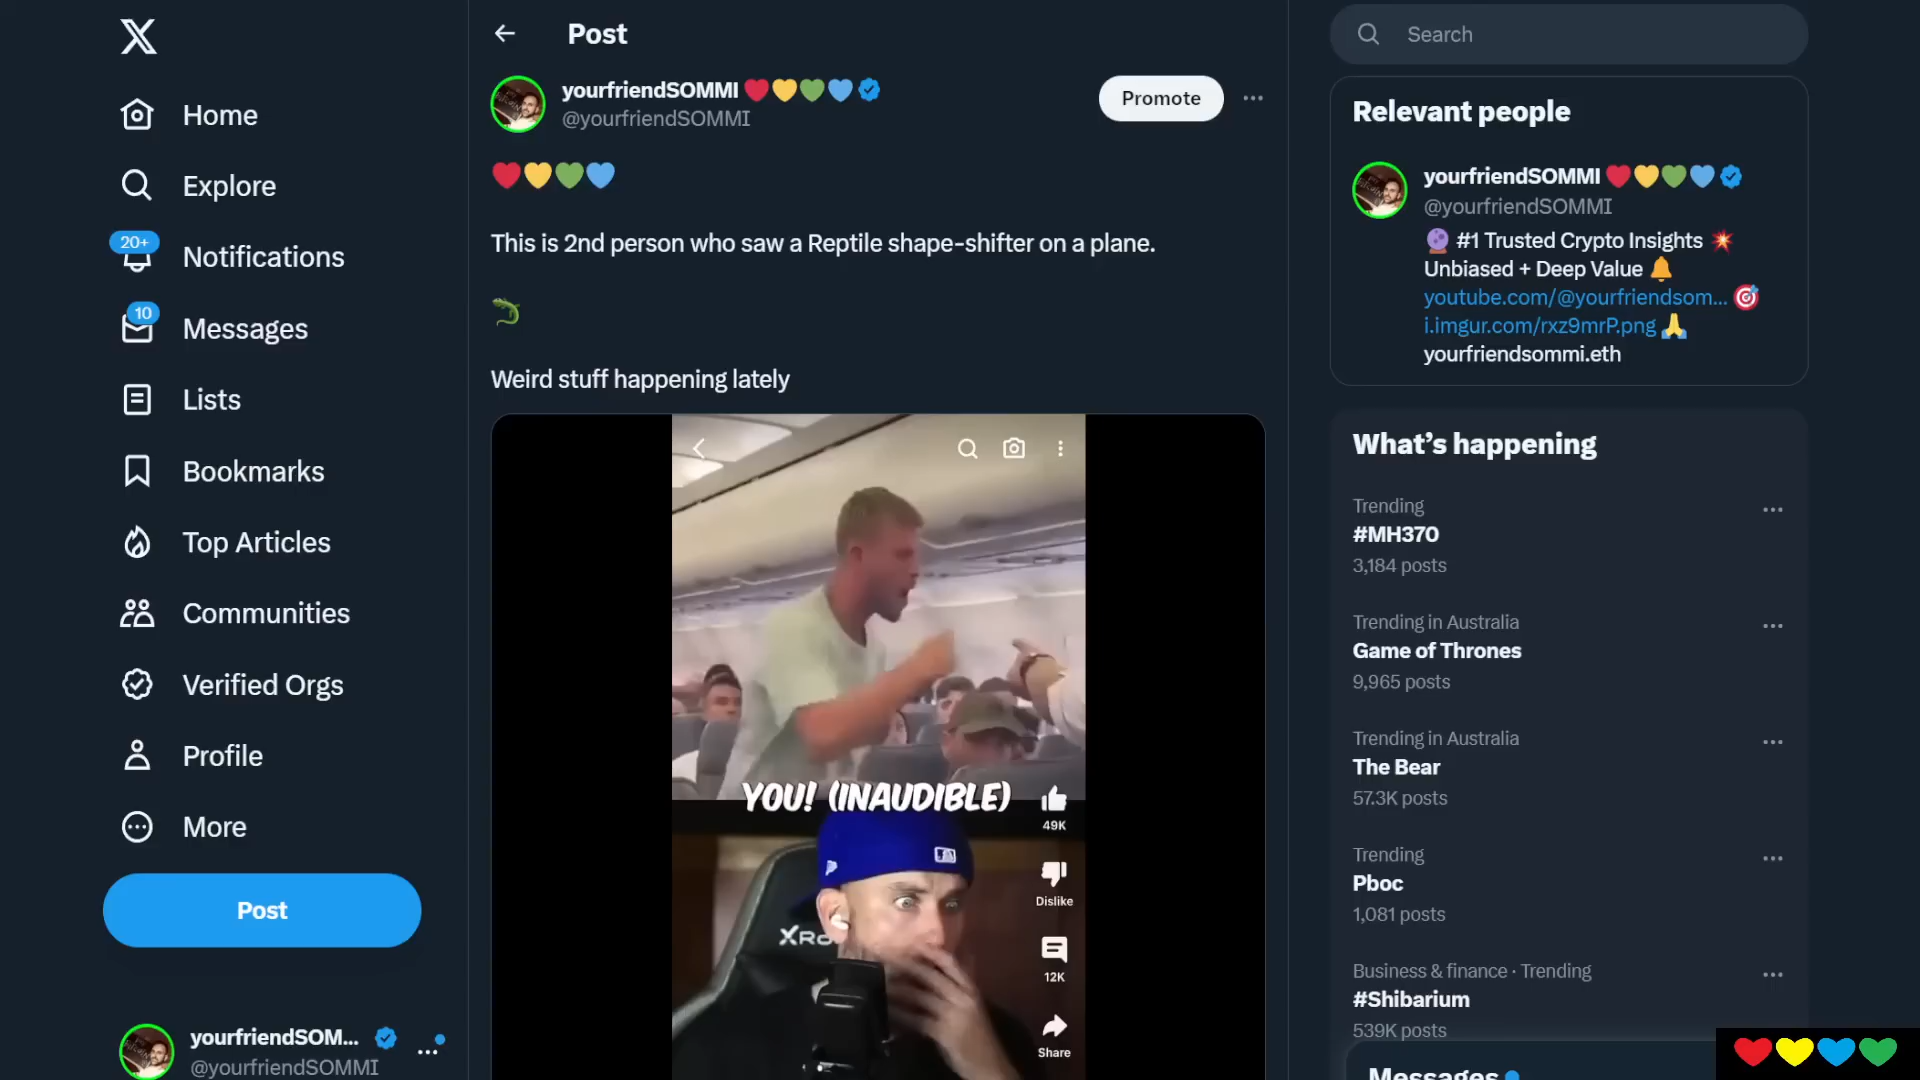 Home
Explore
20+
Notifications
10
Messages
Lists
Bookmarks
Top Articles
Communities
Verified Orgs
Profile
More
Post
yourfriendSOM...
@yourfriendSOMMI
Post
yourfriendSOMMI ❤️💛💚💙
@yourfriendSOMMI
Promote
❤️💛💚💙
This is 2nd person who saw a Reptile shape-shifter on a plane.
🦎
Weird stuff happening lately
YOU! (INAUDIBLE)
49K
Dislike
12K
Share
Search
Relevant people
yourfriendSOMMI ❤️💛💚💙
@yourfriendSOMMI
🔮 #1 Trusted Crypto Insights 💥
Unbiased + Deep Value 🔔
youtube.com/@yourfriendsom... 🎯
i.imgur.com/rxz9mrP.png 🙏
yourfriendsommi.eth
What’s happening
Trending
#MH370
3,184 posts
Trending in Australia
Game of Thrones
9,965 posts
Trending in Australia
The Bear
57.3K posts
Trending
Pboc
1,081 posts
Business & finance · Trending
#Shibarium
539K posts
Messages